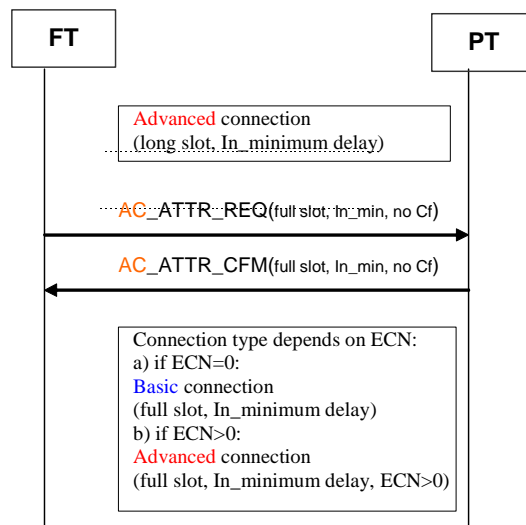 FT
PT
Advanced connection
(long slot, In_minimum delay)
AC_ATTR_REQ(full slot, In_min, no Cf)
AC_ATTR_CFM(full slot, In_min, no Cf)
Connection type depends on ECN:
a) if ECN=0:
Basic connection
(full slot, In_minimum delay)
b) if ECN>0:
Advanced connection
(full slot, In_minimum delay, ECN>0)